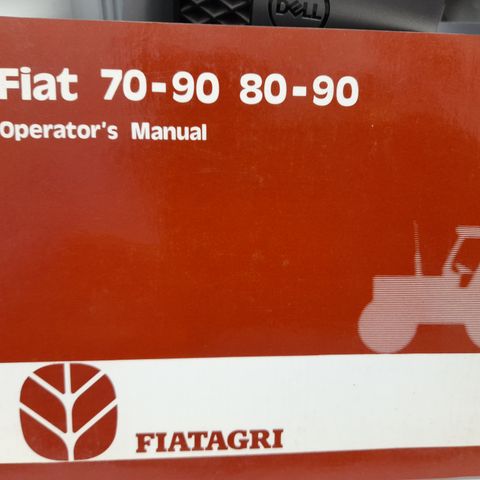 DELL
Fiat 70-90 80-90
Operator's Manual
FIATAGRI